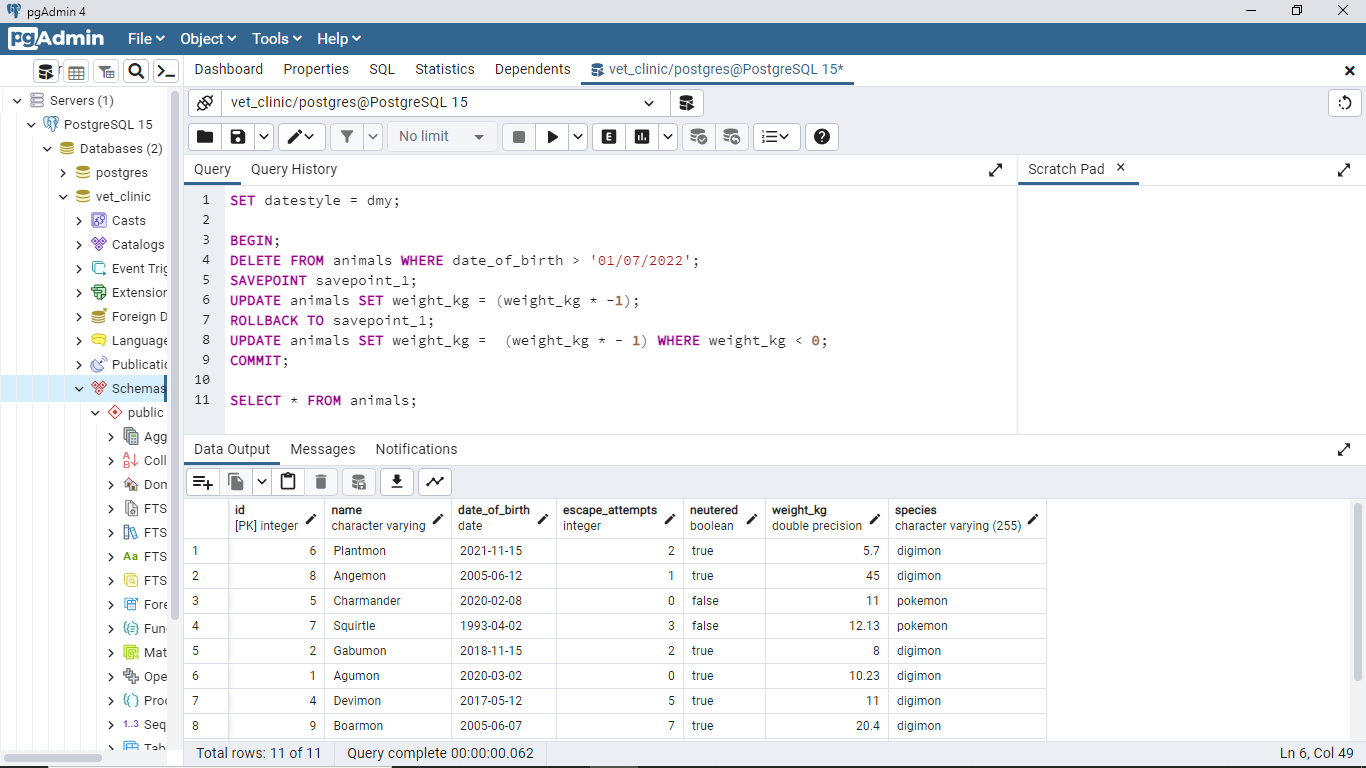 pgAdmin 4
pgAdmin File Object Tools Help
Dashboard Properties SQL Statistics Dependents vet_clinic/postgres@PostgreSQL 15*
Servers (1)
PostgreSQL 15
Databases (2)
postgres
vet_clinic
Casts
Catalogs
Event Trig
Extension
Foreign D
Language
Publicatio
Schemas
public
Agg
Coll
Dom
FTS
FTS
Aa FTS
FTS
Fore
Fun
Mat
Ope
Proc
1..3 Seq
Tab
vet_clinic/postgres@PostgreSQL 15
No limit E
Query Query History
Scratch Pad
1 SET datestyle = dmy;
2
3 BEGIN;
4 DELETE FROM animals WHERE date_of_birth > '01/07/2022';
5 SAVEPOINT savepoint_1;
6 UPDATE animals SET weight_kg = (weight_kg * -1);
7 ROLLBACK TO savepoint_1;
8 UPDATE animals SET weight_kg =  (weight_kg * - 1) WHERE weight_kg < 0;
9 COMMIT;
10
11 SELECT * FROM animals;
Data Output Messages Notifications
id name date_of_birth escape_attempts neutered weight_kg species
[PK] integer character varying date integer boolean double precision character varying (255)
1 6 Plantmon 2021-11-15 2 true 5.7 digimon
2 8 Angemon 2005-06-12 1 true 45 digimon
3 5 Charmander 2020-02-08 0 false 11 pokemon
4 7 Squirtle 1993-04-02 3 false 12.13 pokemon
5 2 Gabumon 2018-11-15 2 true 8 digimon
6 1 Agumon 2020-03-02 0 true 10.23 digimon
7 4 Devimon 2017-05-12 5 true 11 digimon
8 9 Boarmon 2005-06-07 7 true 20.4 digimon
Total rows: 11 of 11 Query complete 00:00:00.062 Ln 6, Col 49